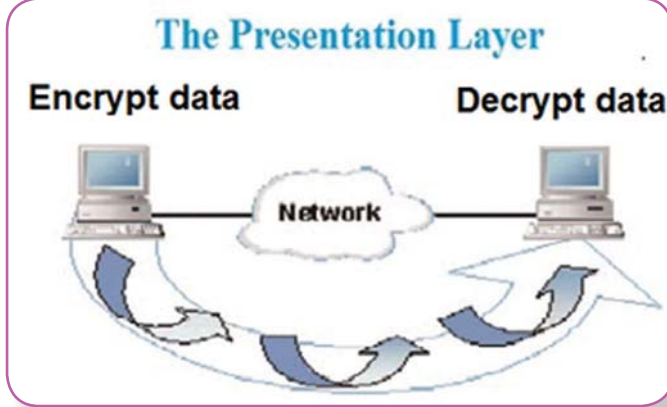 The Presentation Layer
Encrypt data
Decrypt data
Network